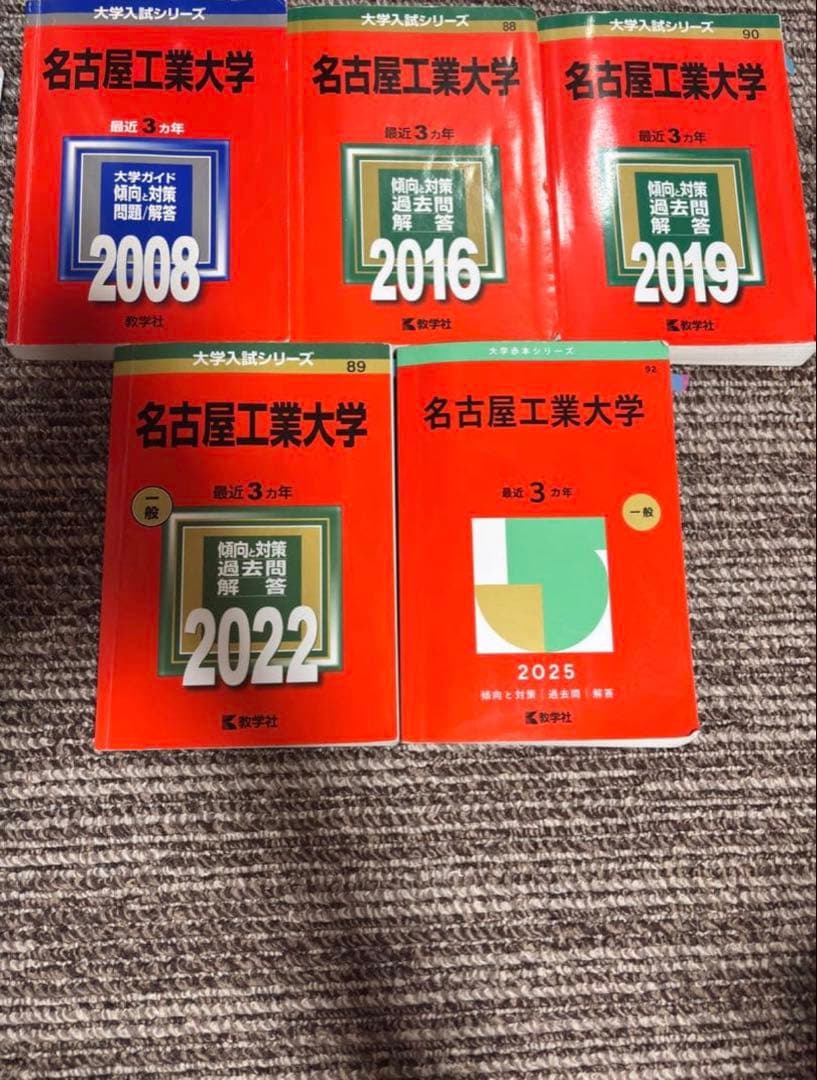 大学入試シリーズ
名古屋工業大学
最近3カ年
大学ガイド
傾向と対策
問題/解答
2008
教学社
大学入試シリーズ
88
名古屋工業大学
最近3カ年
傾向と対策
過去問
解答
2016
教学社
大学入試シリーズ
90
名古屋工業大学
最近3カ年
傾向と対策
過去問
解答
2019
教学社
大学入試シリーズ
89
名古屋工業大学
最近3カ年
一般
傾向と対策
過去問
解答
2022
教学社
大学赤本シリーズ
92
名古屋工業大学
最近3カ年
一般
2025
傾向と対策｜過去問｜解答
教学社